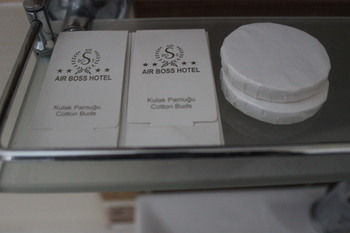 S
AIR BOSS HOTEL
Kulak Pamuğu
Cotton Buds
S
AIR BOSS HOTEL
Kulak Pamuğu
Cotton Buds